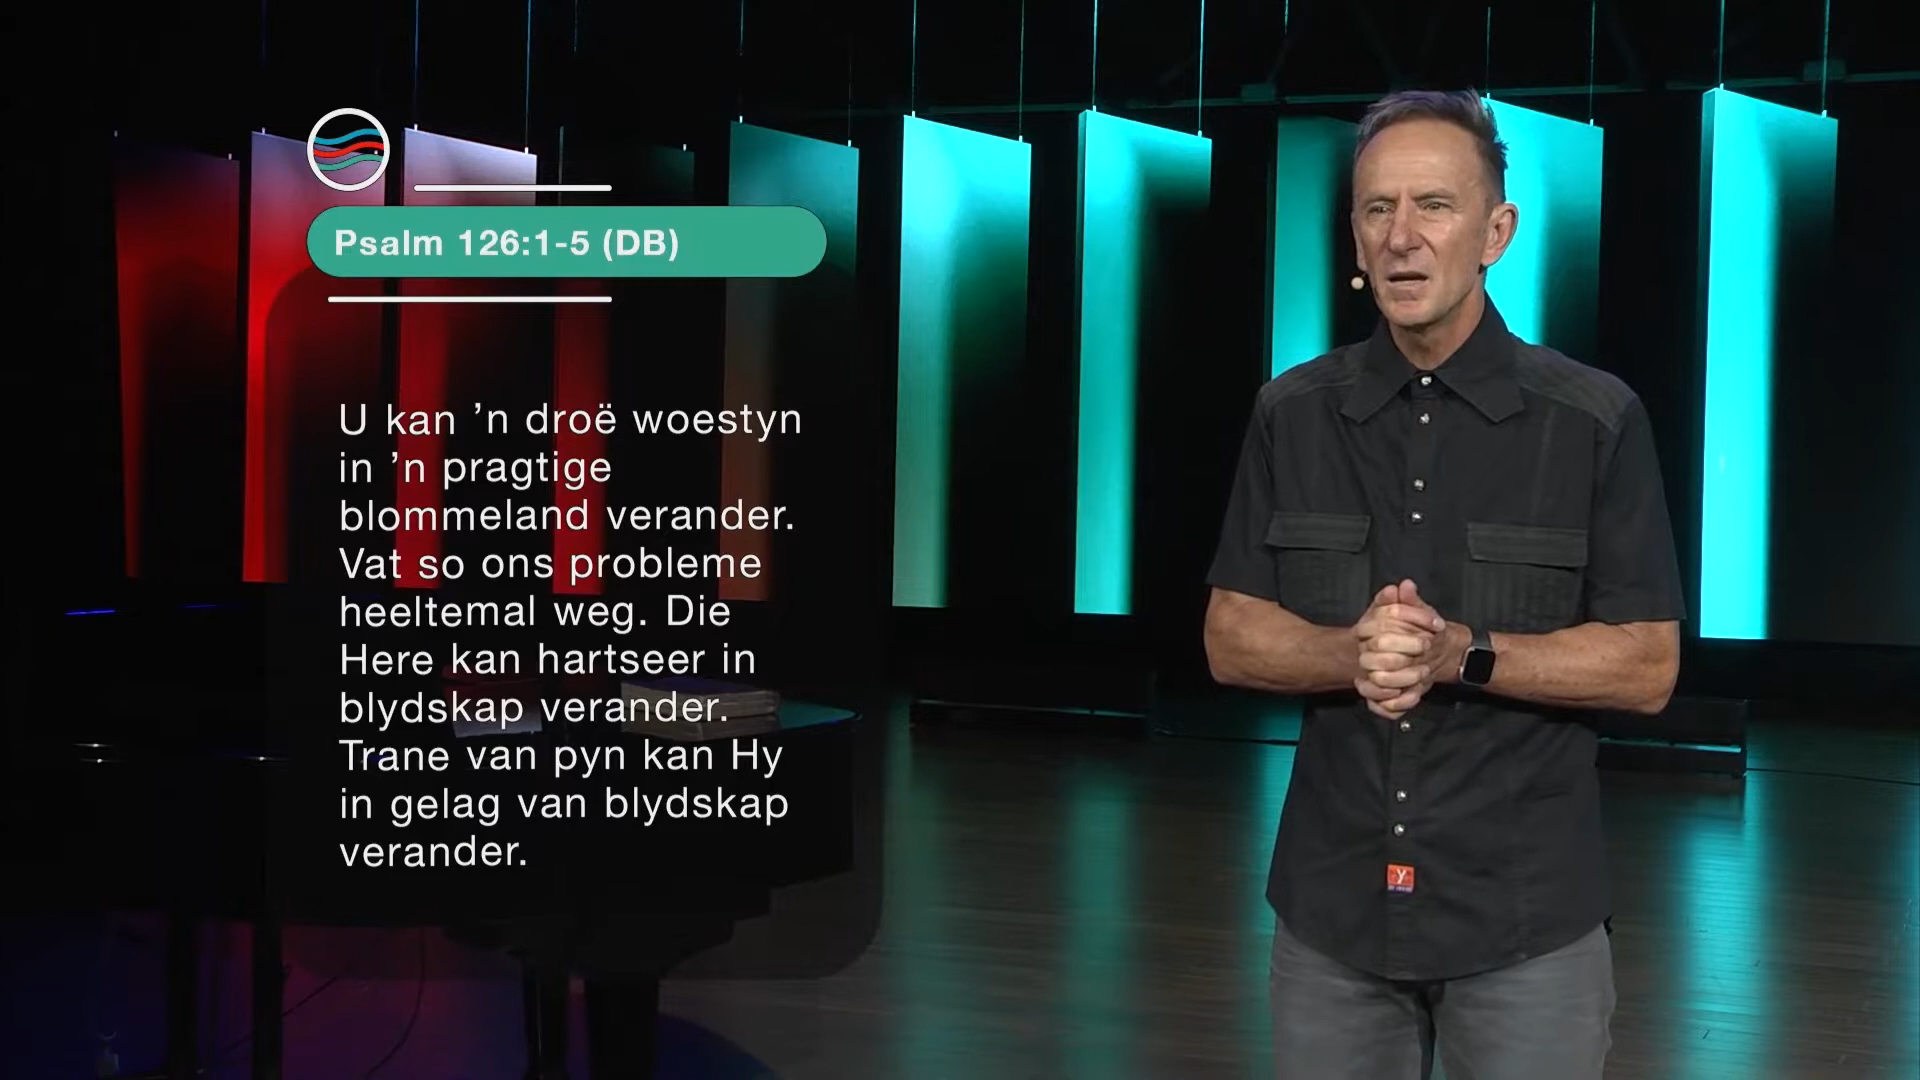 Psalm 126:1-5 (DB)
U kan ’n droë woestyn
in ’n pragtige
blommeland verander.
Vat so ons probleme
heeltemal weg. Die
Here kan hartseer in
blydskap verander.
Trane van pyn kan Hy
in gelag van blydskap
verander.